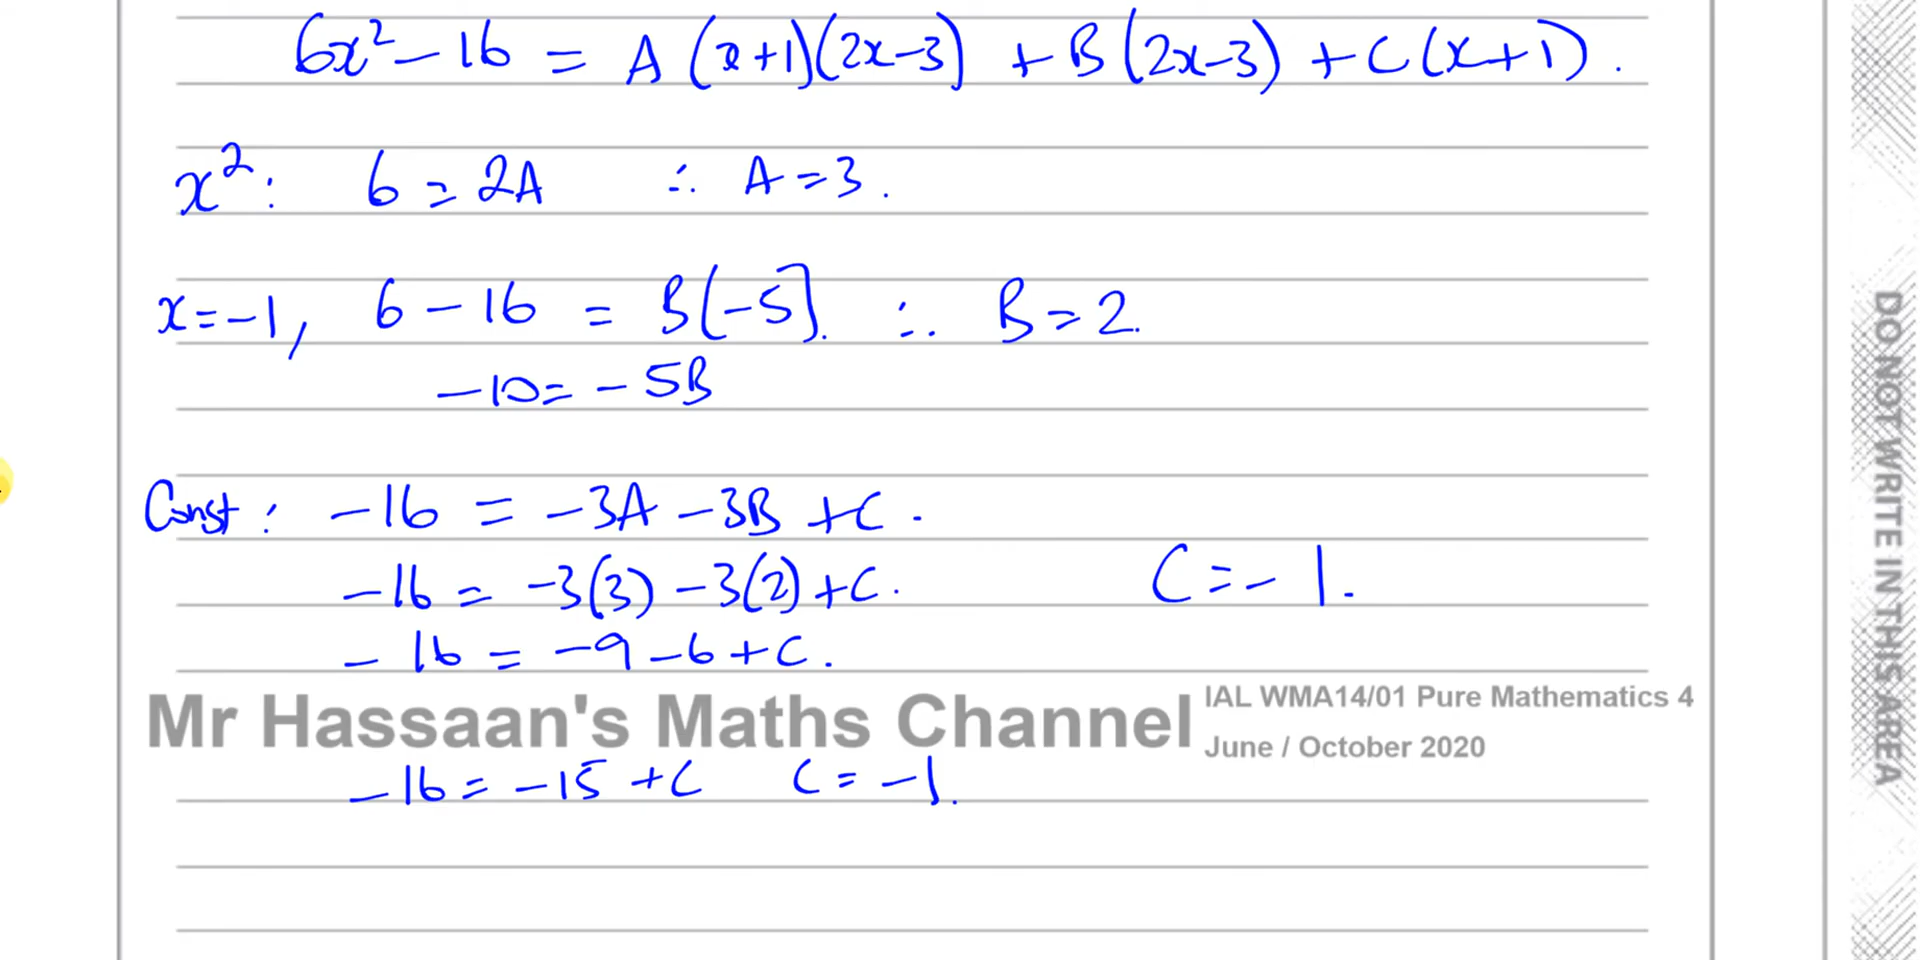 6x² - 16 = A (x+1)(2x-3) + B (2x-3) + C (x+1).
x²: 6 = 2A ∴ A = 3.
x = -1, 6 - 16 = B(-5). ∴ B = 2.
-10 = -5B
Const: -16 = -3A - 3B + C.
-16 = -3(3) - 3(2) + C. C = -1.
-16 = -9 - 6 + C.
Mr Hassaan's Maths Channel
IAL WMA14/01 Pure Mathematics 4
June / October 2020
-16 = -15 + C C = -1.
DO NOT WRITE IN THIS AREA